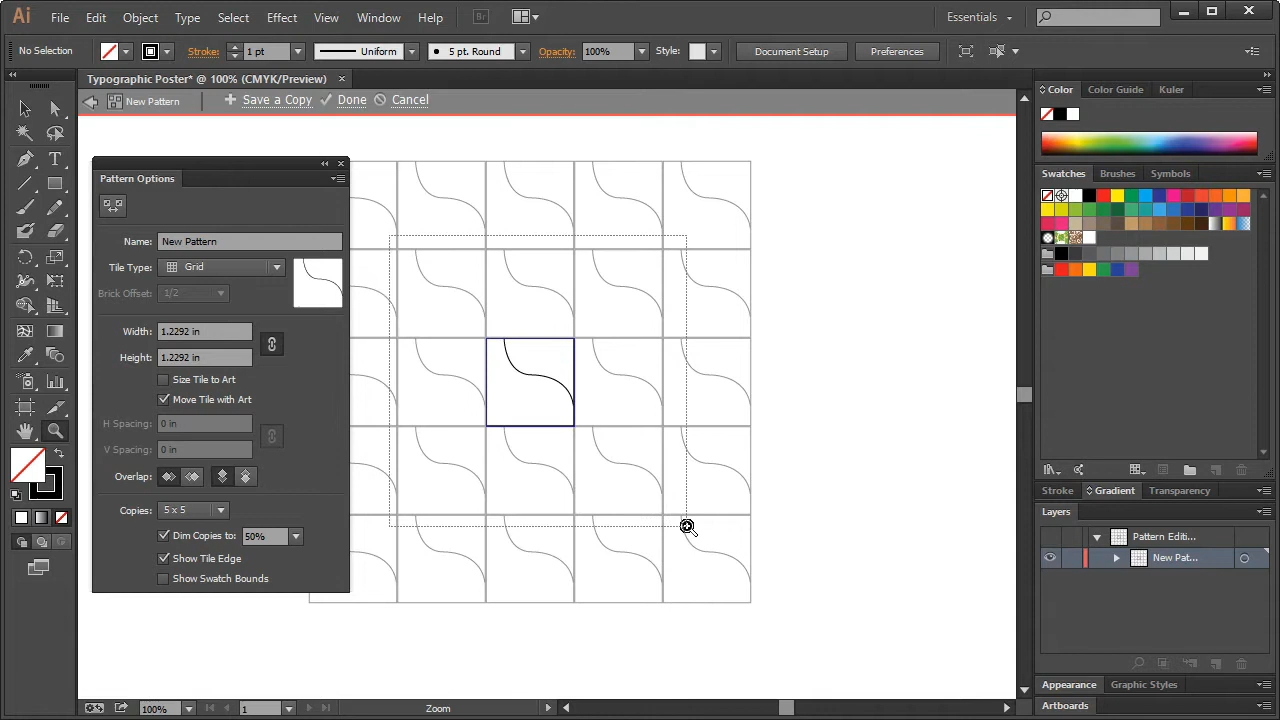 Ai File Edit Object Type Select Effect View Window Help Br Essentials
No Selection Stroke: 1 pt Uniform 5 pt. Round Opacity: 100% Style: Document Setup Preferences
Typographic Poster* @ 100% (CMYK/Preview)
New Pattern Save a Copy Done Cancel
Color Color Guide Kuler
Swatches Brushes Symbols
Pattern Options
Name: New Pattern
Tile Type: Grid
Brick Offset: 1/2
Width: 1.2292 in
Height: 1.2292 in
Size Tile to Art
Move Tile with Art
H Spacing: 0 in
V Spacing: 0 in
Overlap:
Copies: 5 x 5
Dim Copies to: 50%
Show Tile Edge
Show Swatch Bounds
Stroke Gradient Transparency
Layers
Pattern Editi...
New Pat...
Appearance Graphic Styles
Artboards
100% 1 Zoom